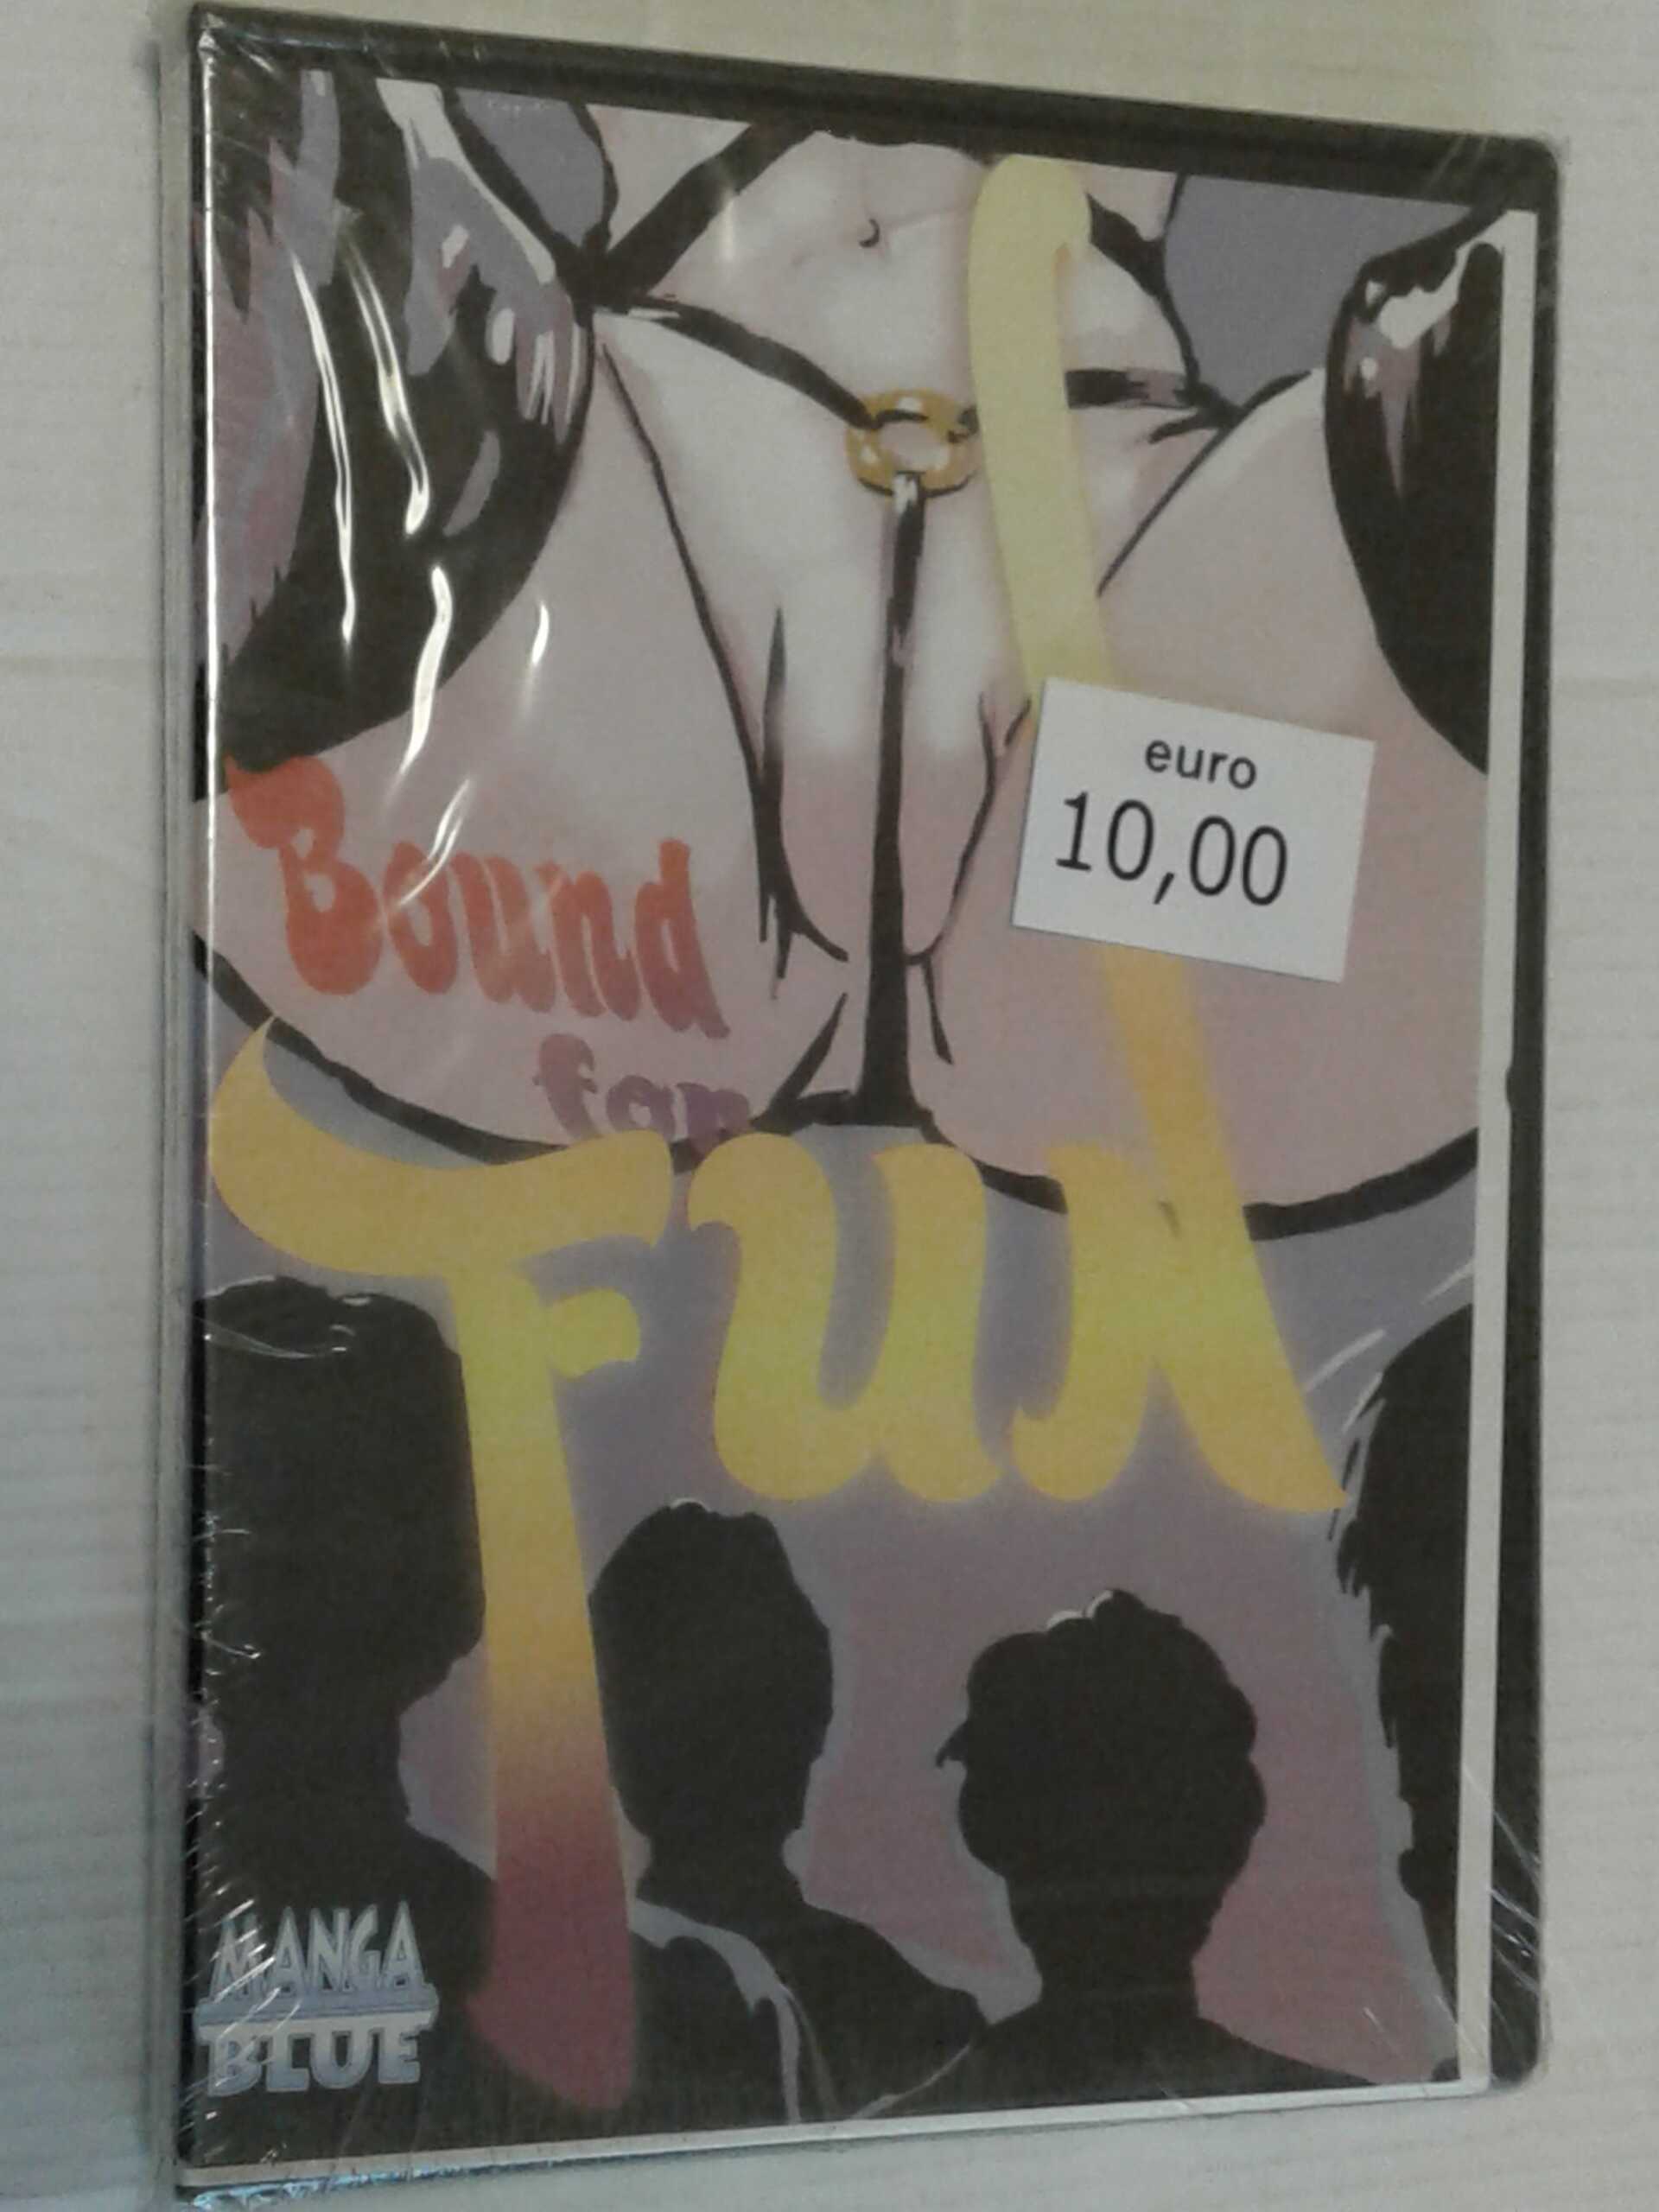 euro
10,00
Bound
for
Fun
MANGA
BLUE